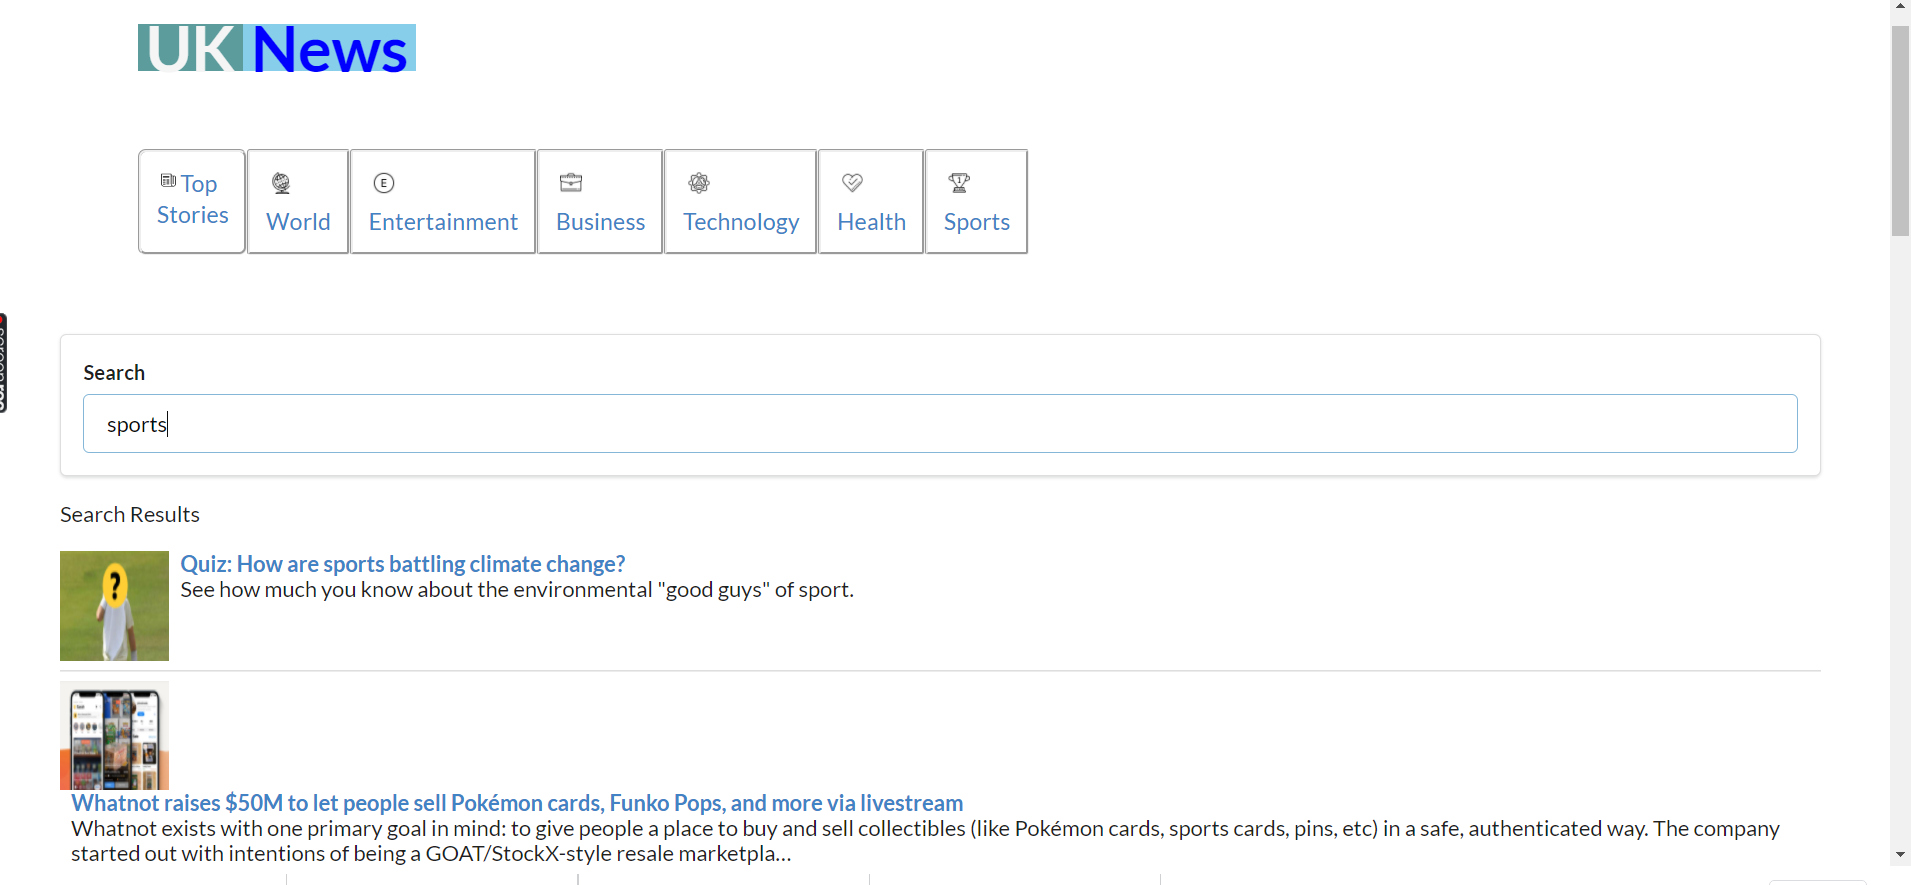 UK News
Top
Stories
World
Entertainment
Business
Technology
Health
Sports
Search
sports
Search Results
Quiz: How are sports battling climate change?
See how much you know about the environmental "good guys" of sport.
Whatnot raises $50M to let people sell Pokémon cards, Funko Pops, and more via livestream
Whatnot exists with one primary goal in mind: to give people a place to buy and sell collectibles (like Pokémon cards, sports cards, pins, etc) in a safe, authenticated way. The company
started out with intentions of being a GOAT/StockX-style resale marketpla…